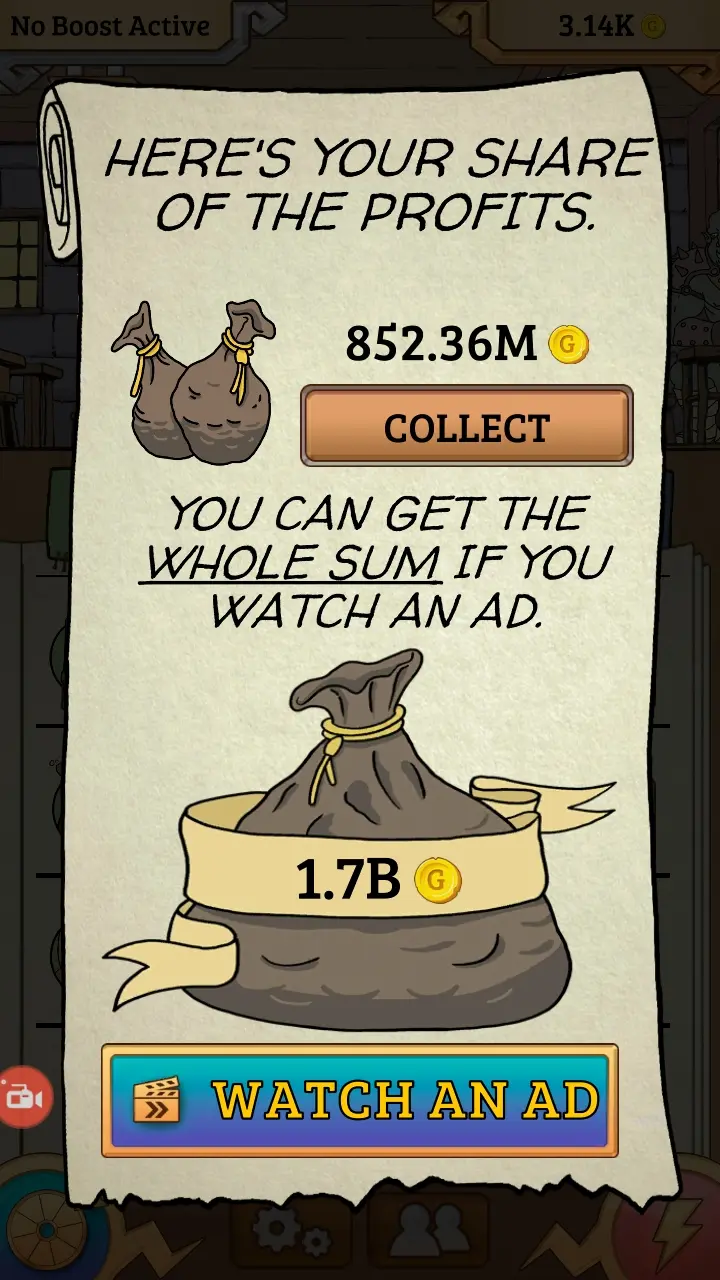 No Boost Active
3.14K G
HERE'S YOUR SHARE
OF THE PROFITS.
852.36M G
COLLECT
YOU CAN GET THE
WHOLE SUM IF YOU
WATCH AN AD.
1.7B G
WATCH AN AD